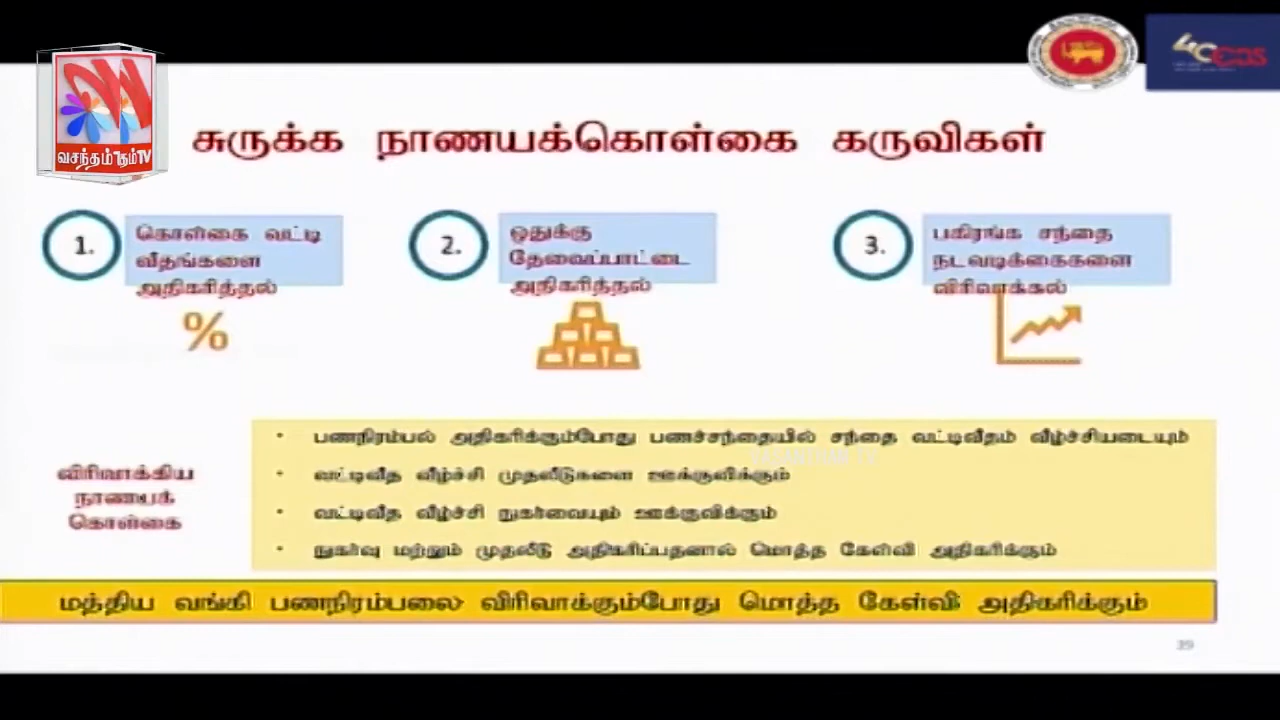 வசந்தம் TV
சுருக்க நாணயக்கொள்கை கருவிகள்
1.
கொள்கை வட்டி
வீதங்களை
அதிகரித்தல்
%
2.
ஒதுக்கு
தேவைப்பாட்டை
அதிகரித்தல்
3.
பகிரங்க சந்தை
நடவடிக்கைகளை
விரிவாக்கல்
விரிவாக்கிய
நாணயக்
கொள்கை
• பணநிரம்பல் அதிகரிக்கும்போது பணச்சந்தையில் சந்தை வட்டிவீதம் வீழ்ச்சியடையும்
VASANTHAM TV
• வட்டிவீத வீழ்ச்சி முதலீடுகளை ஊக்குவிக்கும்
• வட்டிவீத வீழ்ச்சி நுகர்வையும் ஊக்குவிக்கும்
• நுகர்வு மற்றும் முதலீடு அதிகரிப்பதனால் மொத்த கேள்வி அதிகரிக்கும்
மத்திய வங்கி பணநிரம்பலை விரிவாக்கும்போது மொத்த கேள்வி அதிகரிக்கும்
39